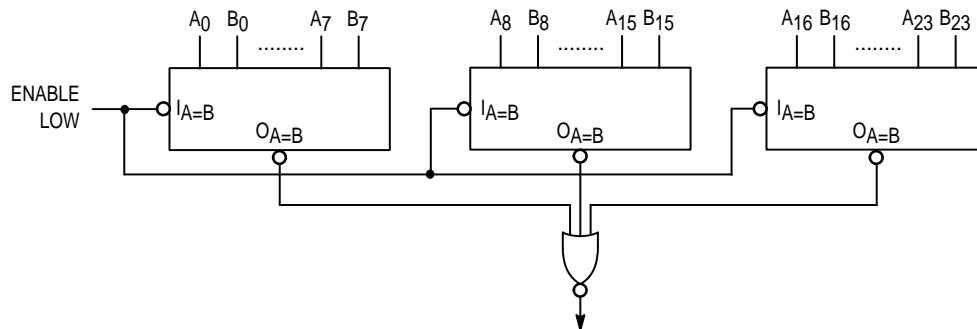 A0 B0 ........ A7 B7
A8 B8 ........ A15 B15
A16 B16 ........ A23 B23
ENABLE
LOW
IA=B
OA=B
IA=B
OA=B
IA=B
OA=B